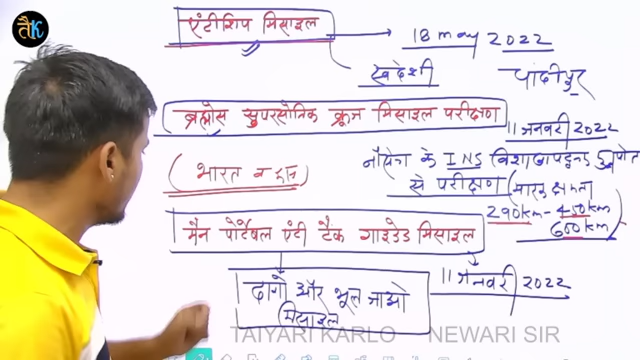 तैK
एंटीशिप मिसाइल
18 may 2022
स्वदेशी
चांदीपुर
ब्रह्मोस सुपरसोनिक क्रूज मिसाइल परीक्षण
11 जनवरी 2022
(भारत व रूस)
नौसेना के INS विशाखापट्टनम
से परीक्षण (मारक क्षमता
290km - 450km
600km)
मैन पोर्टेबल एंटी टैंक गाइडेड मिसाइल
दागो और भूल जाओ
मिसाइल
11 जनवरी 2022
TAIYARI KARLO NEWARI SIR